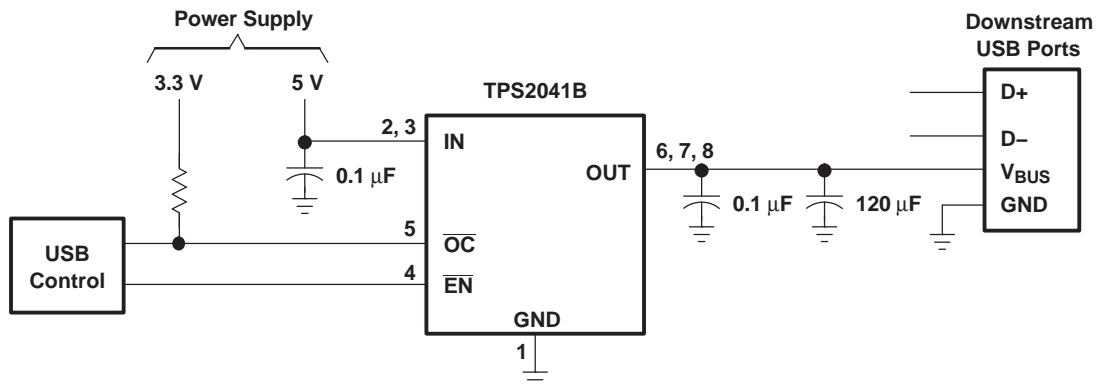 Power Supply
3.3 V
5 V
Downstream
USB Ports
TPS2041B
2, 3
IN
0.1 μF
6, 7, 8
OUT
0.1 μF
120 μF
D+
D−
VBUS
GND
USB
Control
5
OC
4
EN
GND
1